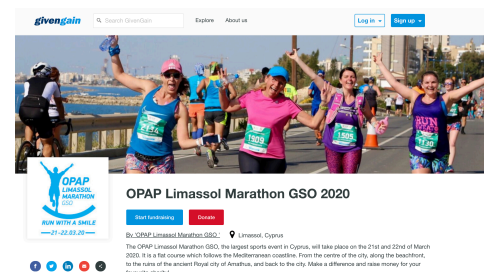 givengain
Search GivenGain
Explore
About us
Log in
Sign up
2134
1509
1505
RUN
1130
OPAP
LIMASSOL
MARATHON
GSO
RUN WITH A SMILE
21–22.03.20
OPAP Limassol Marathon GSO 2020
Start fundraising
Donate
By 'OPAP Limassol Marathon GSO '
Limassol, Cyprus
The OPAP Limassol Marathon GSO, the largest sports event in Cyprus, will take place on the 21st and 22nd of March
2020. It is a flat course which follows the Mediterranean coastline. From the centre of the city, along the beachfront,
to the ruins of the ancient Royal city of Amathus, and back to the city. Make a difference and raise money for your